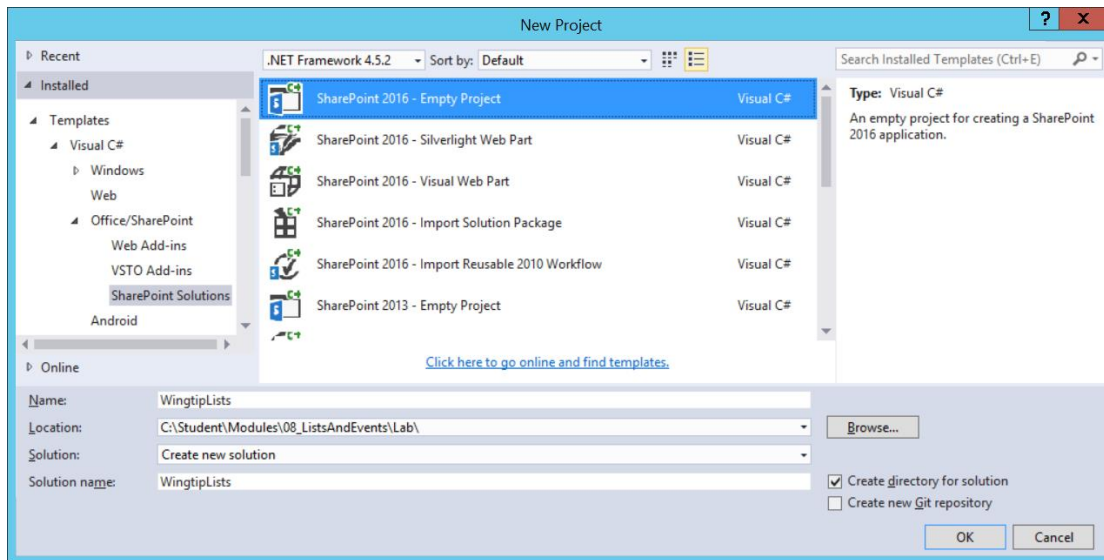 New Project
? x
Recent
.NET Framework 4.5.2 Sort by: Default
Search Installed Templates (Ctrl+E)
Installed
Templates
Visual C#
Windows
Web
Office/SharePoint
Web Add-ins
VSTO Add-ins
SharePoint Solutions
Android
Online
SharePoint 2016 - Empty Project Visual C#
SharePoint 2016 - Silverlight Web Part Visual C#
SharePoint 2016 - Visual Web Part Visual C#
SharePoint 2016 - Import Solution Package Visual C#
SharePoint 2016 - Import Reusable 2010 Workflow Visual C#
SharePoint 2013 - Empty Project Visual C#
Click here to go online and find templates.
Type: Visual C#
An empty project for creating a SharePoint
2016 application.
Name: WingtipLists
Location: C:\Student\Modules\08_ListsAndEvents\Lab\ Browse...
Solution: Create new solution
Solution name: WingtipLists
Create directory for solution
Create new Git repository
OK Cancel